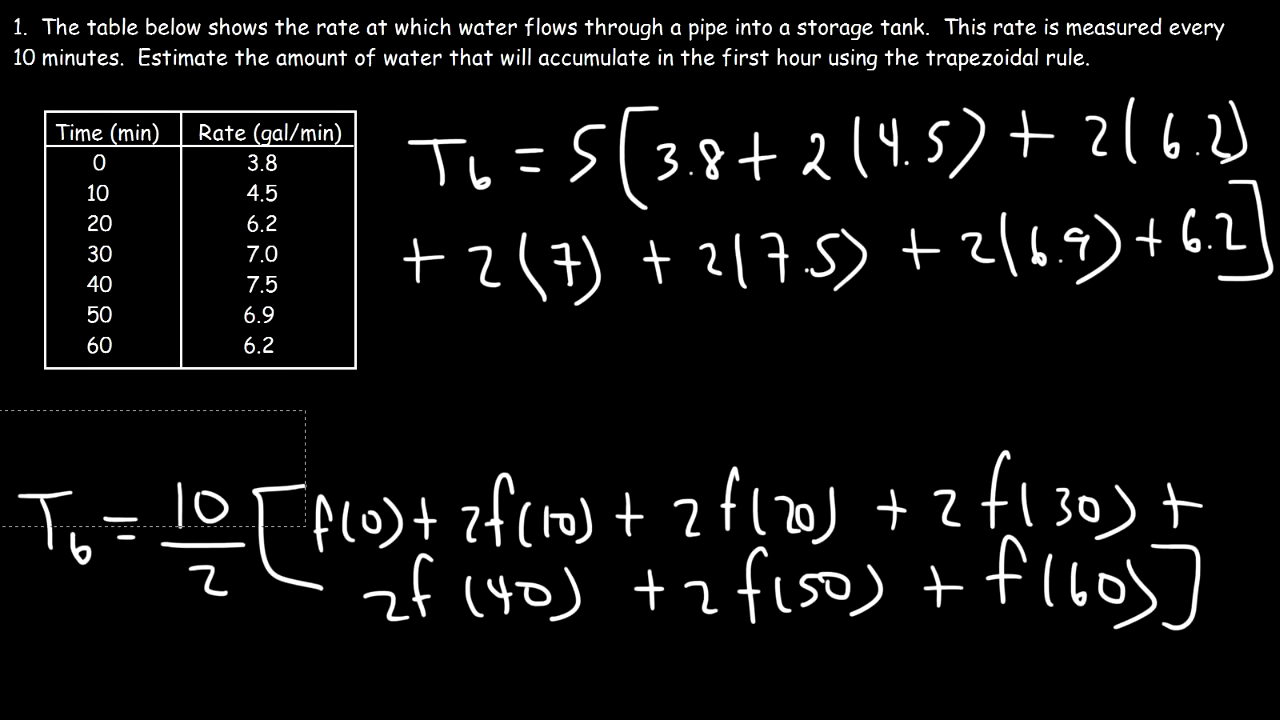 1. The table below shows the rate at which water flows through a pipe into a storage tank. This rate is measured every
10 minutes. Estimate the amount of water that will accumulate in the first hour using the trapezoidal rule.
Time (min) Rate (gal/min)
0 3.8
10 4.5
20 6.2
30 7.0
40 7.5
50 6.9
60 6.2
T₆ = 5[3.8 + 2(4.5) + 2(6.2)
+ 2(7) + 2(7.5) + 2(6.9) + 6.2]
T₆ = 10/2 [f(0) + 2f(10) + 2f(20) + 2f(30) +
2f(40) + 2f(50) + f(60)]